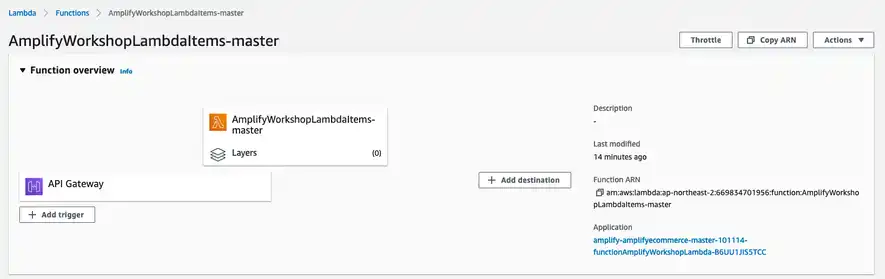 Lambda > Functions > AmplifyWorkshopLambdaItems-master
AmplifyWorkshopLambdaItems-master
Throttle
Copy ARN
Actions ▼
▼ Function overview Info
AmplifyWorkshopLambdaItems-
master
Layers (0)
API Gateway
+ Add trigger
+ Add destination
Description
-
Last modified
14 minutes ago
Function ARN
arn:aws:lambda:ap-northeast-2:669834701956:function:AmplifyWorksho
pLambdaItems-master
Application
amplify-amplifyecommerce-master-101114-
functionAmplifyWorkshopLambda-B6UU1JIS5TCC